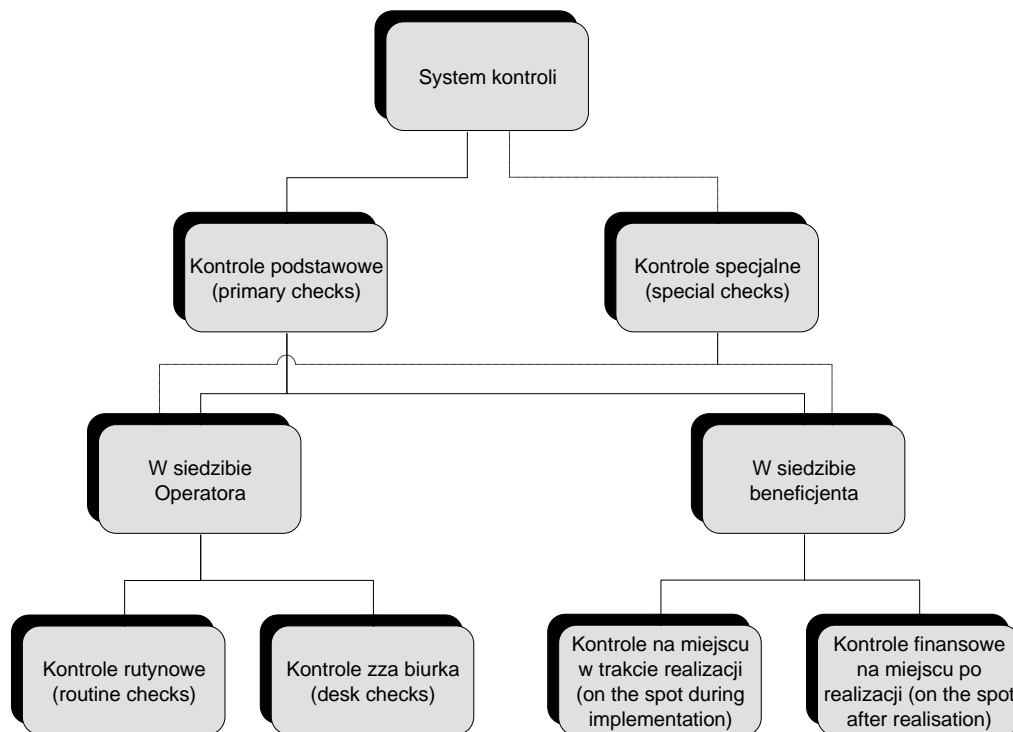 System kontroli
Kontrole podstawowe
(primary checks)
Kontrole specjalne
(special checks)
W siedzibie
Operatora
W siedzibie
beneficjenta
Kontrole rutynowe
(routine checks)
Kontrole zza biurka
(desk checks)
Kontrole na miejscu
w trakcie realizacji
(on the spot during
implementation)
Kontrole finansowe
na miejscu po
realizacji (on the spot
after realisation)